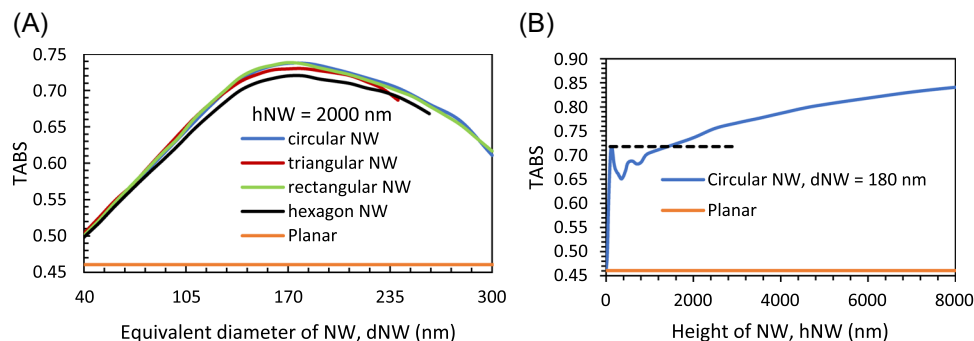 (A)
0.75
0.70
0.65
0.60
0.55
0.50
0.45
TABS
hNW = 2000 nm
circular NW
triangular NW
rectangular NW
hexagon NW
Planar
40 105 170 235 300
Equivalent diameter of NW, dNW (nm)
(B)
0.90
0.85
0.80
0.75
0.70
0.65
0.60
0.55
0.50
0.45
TABS
Circular NW, dNW = 180 nm
Planar
0 2000 4000 6000 8000
Height of NW, hNW (nm)